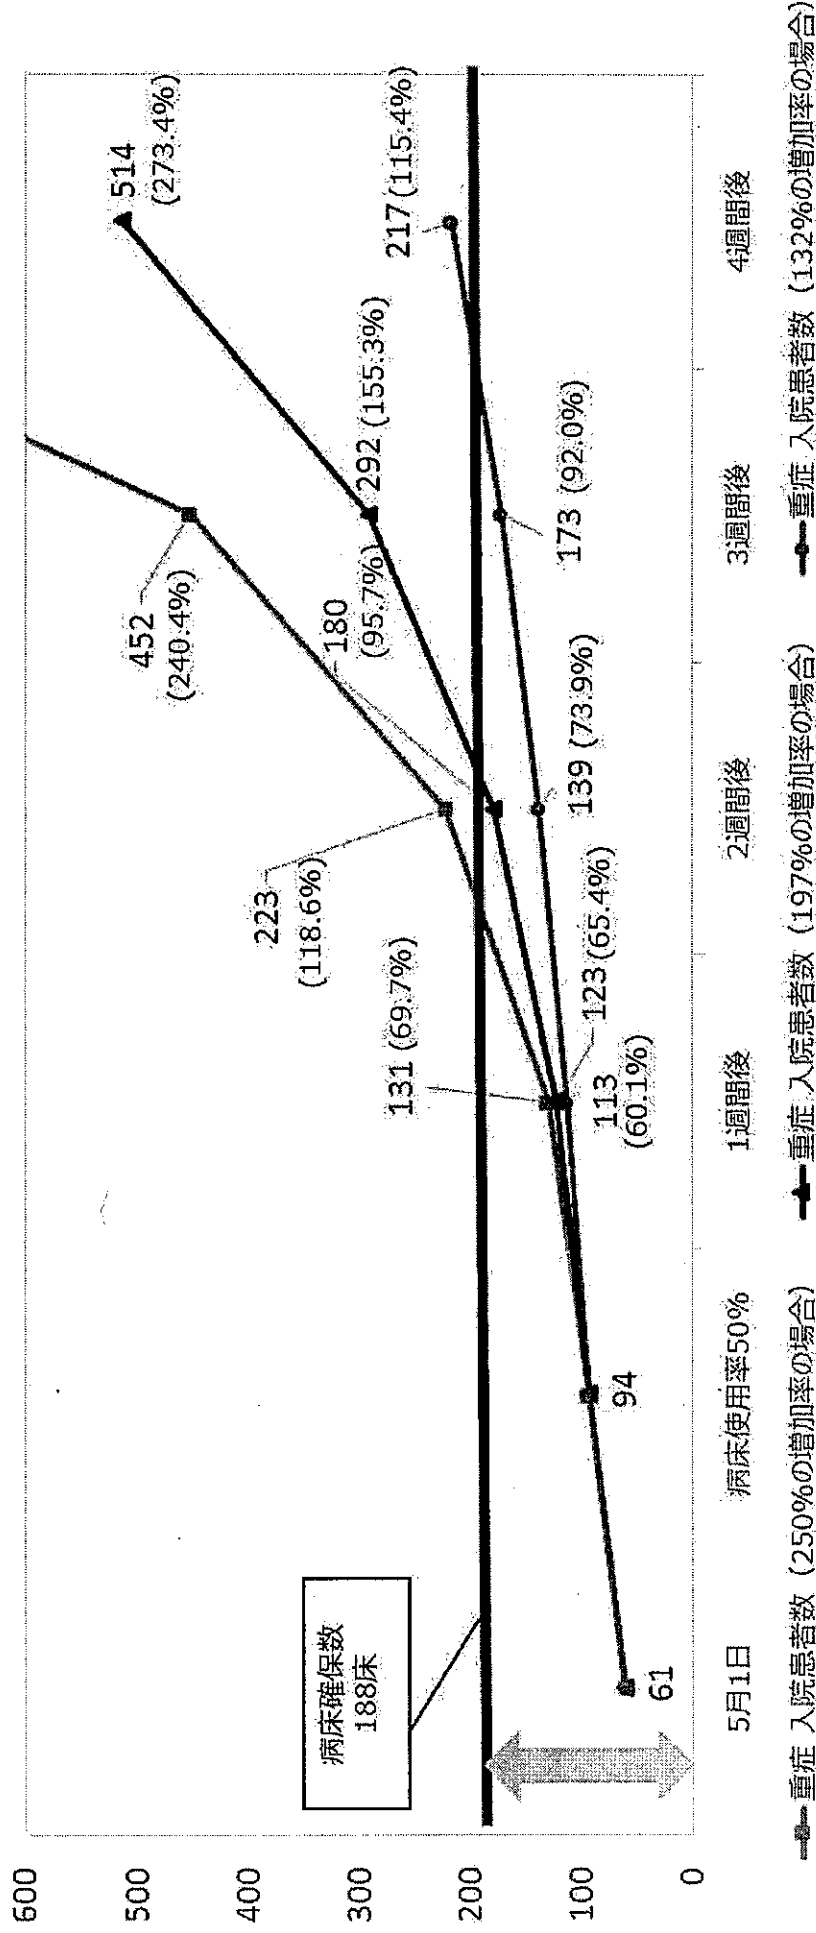 600
500
400
300
200
100
0
病床確保数
188床
61
94
131 (69.7%)
113
(60.1%)
123 (65.4%)
223
(118.6%)
180
(95.7%)
139 (73.9%)
452
(240.4%)
292 (155.3%)
173 (92.0%)
514
(273.4%)
217 (115.4%)
5月1日
病床使用率50%
1週間後
2週間後
3週間後
4週間後
重症 入院患者数（250%の増加率の場合）
重症 入院患者数（197%の増加率の場合）
重症 入院患者数（132%の増加率の場合）